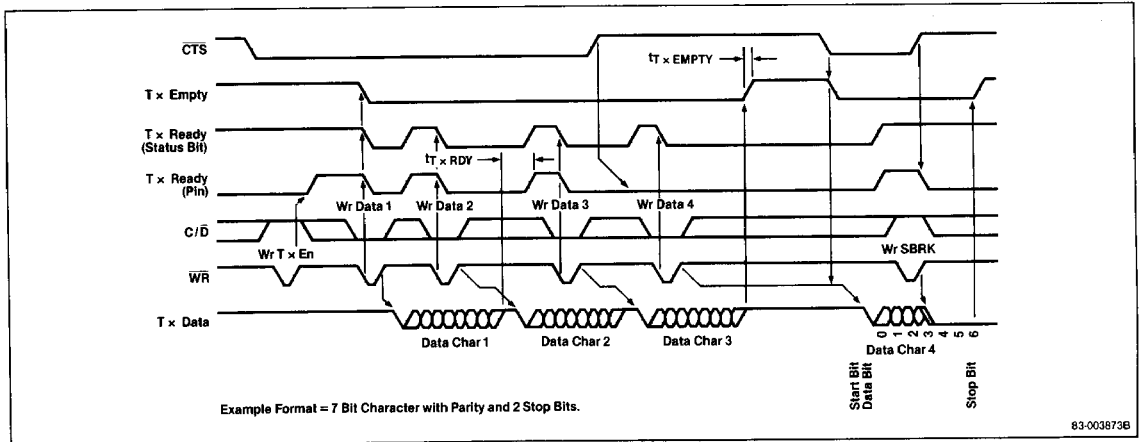 CTS
tT × EMPTY
T × Empty
T × Ready
(Status Bit)
tT × RDY
T × Ready
(Pin)
Wr Data 1
Wr Data 2
Wr Data 3
Wr Data 4
C/D
Wr T × En
Wr SBRK
WR
T × Data
Data Char 1
Data Char 2
Data Char 3
0 1 2 3 4 5 6
Data Char 4
Start Bit
Data Bit
Stop Bit
Example Format = 7 Bit Character with Parity and 2 Stop Bits.
83-003873B